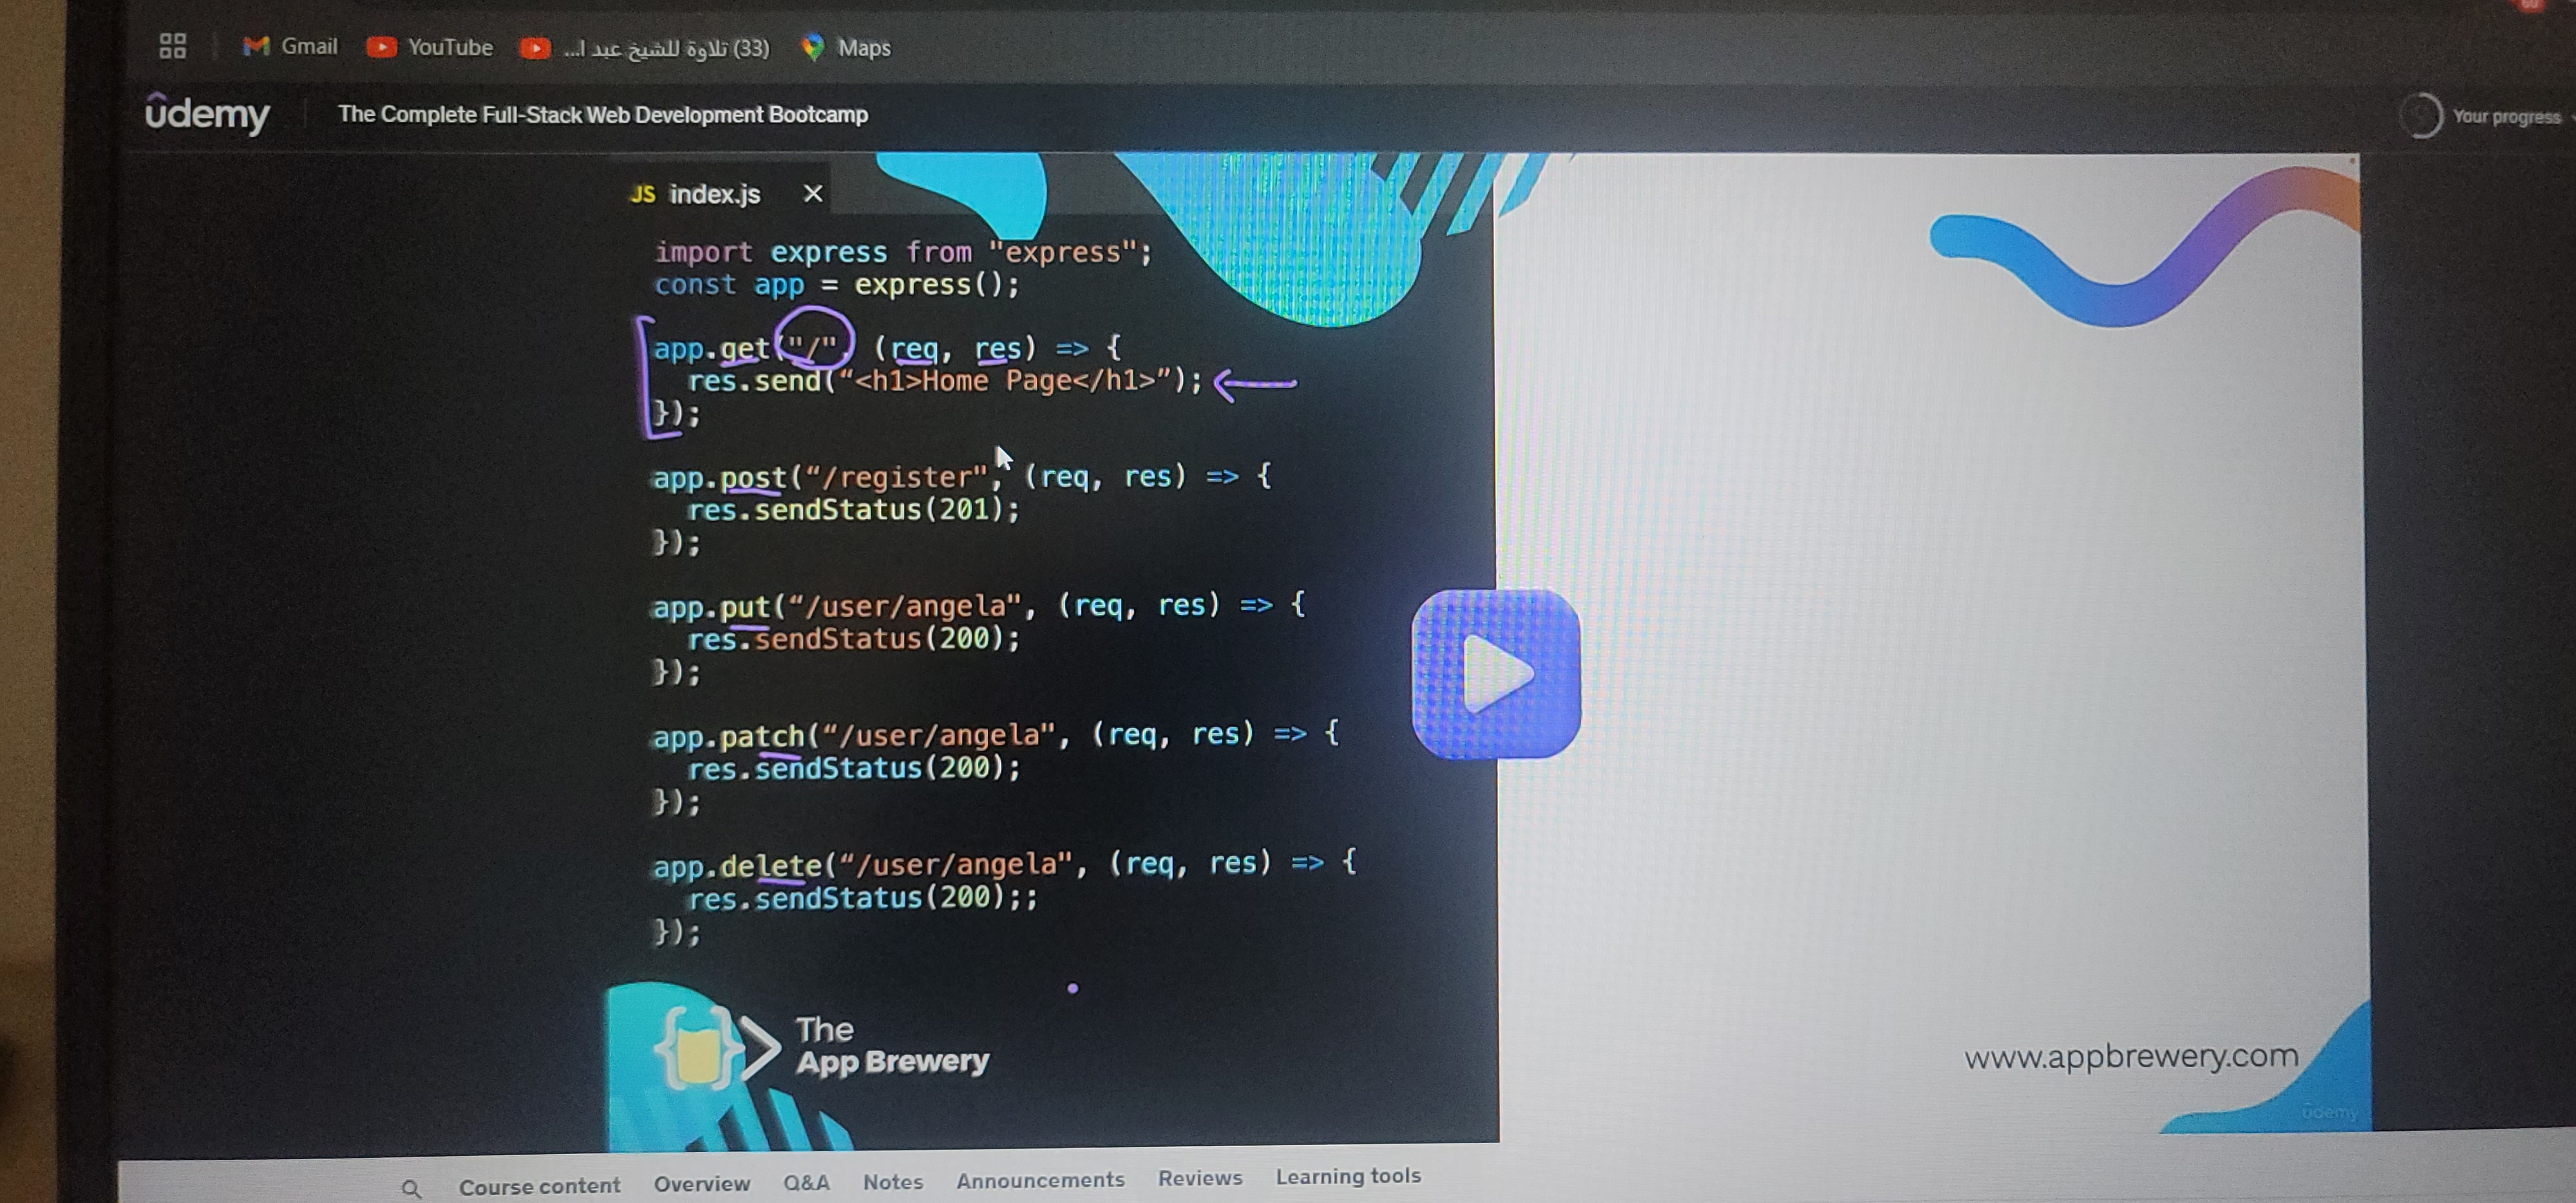 Gmail YouTube تلاوة للشيخ عبد ا... (33) Maps
ûdemy The Complete Full-Stack Web Development Bootcamp Your progress
JS index.js X
import express from "express";
const app = express();
app.get("/", (req, res) => {
res.send(“<h1>Home Page</h1>”);
});
app.post(“/register", (req, res) => {
res.sendStatus(201);
});
app.put(“/user/angela", (req, res) => {
res.sendStatus(200);
});
app.patch(“/user/angela", (req, res) => {
res.sendStatus(200);
});
app.delete(“/user/angela", (req, res) => {
res.sendStatus(200);;
});
The
App Brewery
www.appbrewery.com
ûdemy
Course content Overview Q&A Notes Announcements Reviews Learning tools